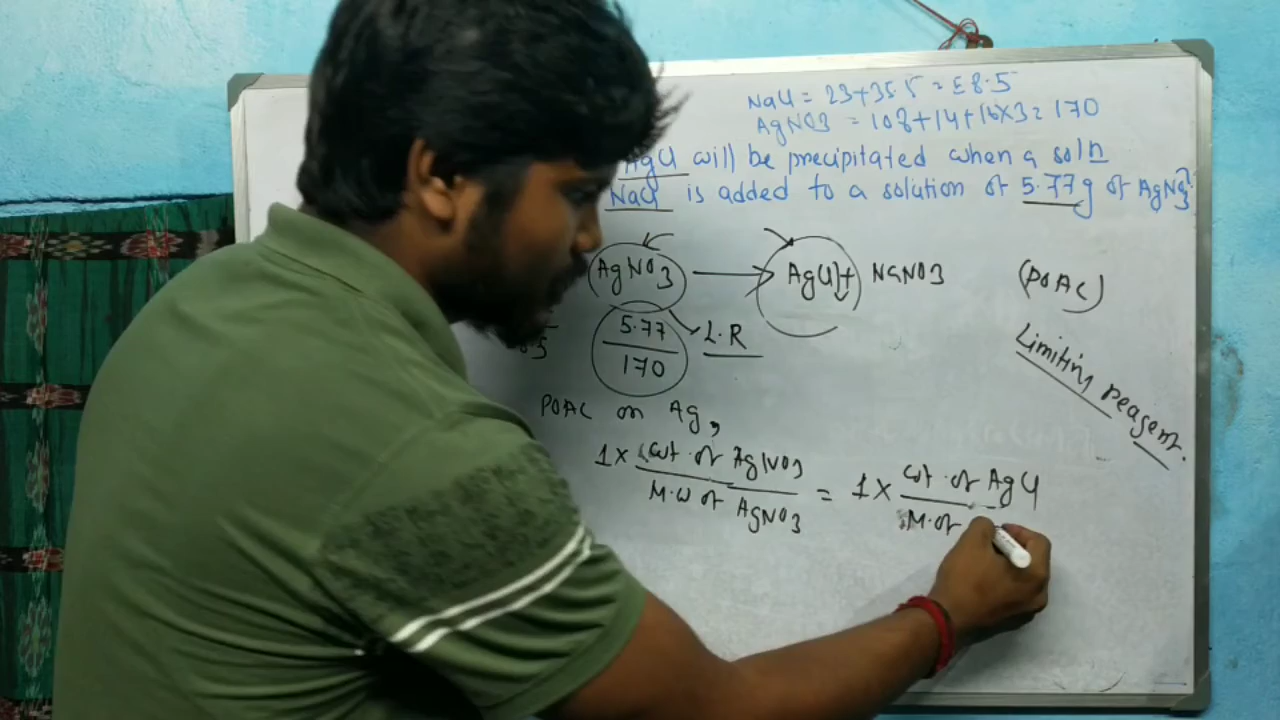 NaCl = 23+35.5 = 58.5
AgNO3 = 108+14+16×3 = 170
AgCl will be precipitated when a soln
NaCl is added to a solution of 5.77g of AgNO3?
AgNO3 → AgCl↓ + NaNO3 (POAC)
5.77
170
L.R
Limiting reagent.
POAC on Ag,
1× wt. of AgNO3 = 1× wt. of AgCl
M.W of AgNO3 M. of